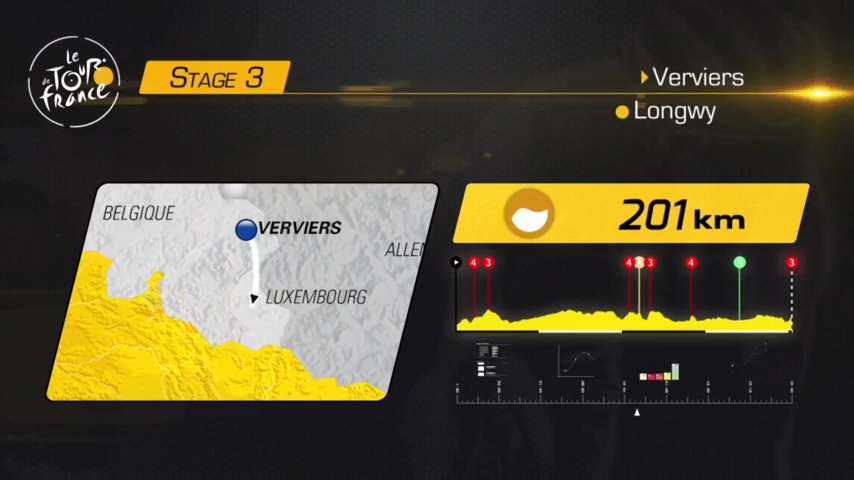 le
TOUR
de
france
STAGE 3
Verviers
Longwy
BELGIQUE
VERVIERS
ALLEM
LUXEMBOURG
201 km
4 3 4 3 4 3